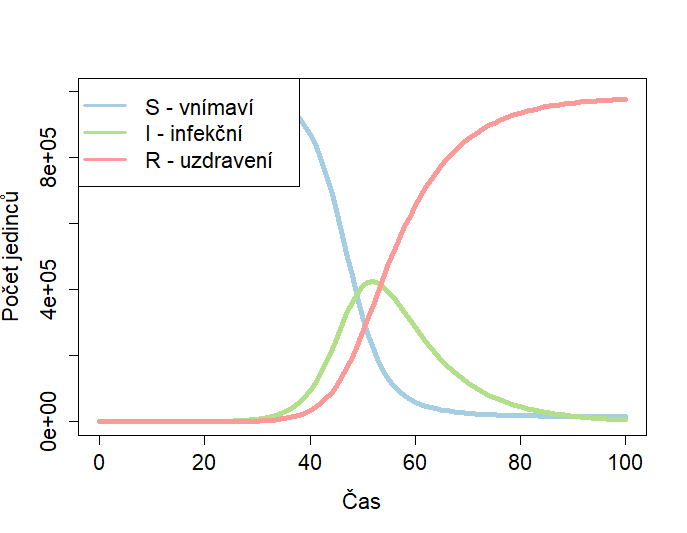 S - vnímaví
I - infekční
R - uzdravení
8e+05
4e+05
0e+00
Počet jedinců
0 20 40 60 80 100
Čas